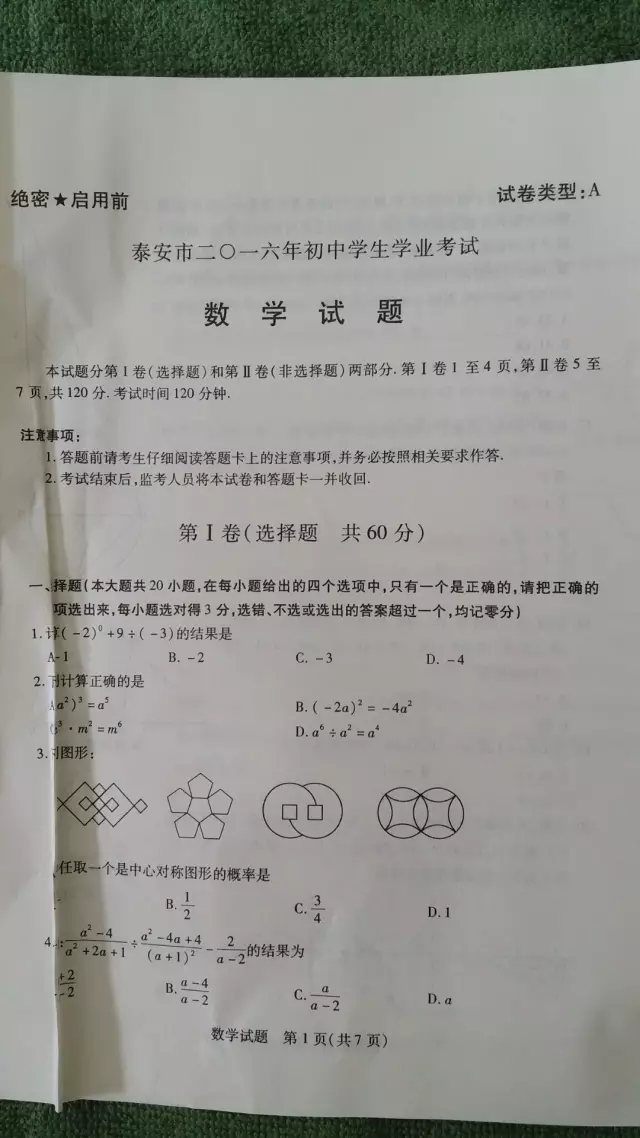 绝密★启用前
试卷类型:A
泰安市二〇一六年初中学生学业考试
数学试题
本试题分第Ⅰ卷(选择题)和第Ⅱ卷(非选择题)两部分.第Ⅰ卷1至4页,第Ⅱ卷5至
7页,共120分.考试时间120分钟.
注意事项:
1.答题前请考生仔细阅读答题卡上的注意事项,并务必按照相关要求作答.
2.考试结束后,监考人员将本试卷和答题卡一并收回.
第Ⅰ卷(选择题 共60分)
一、择题(本大题共20小题,在每小题给出的四个选项中,只有一个是正确的,请把正确的
项选出来,每小题选对得3分,选错、不选或选出的答案超过一个,均记零分)
1.计(-2)⁰+9÷(-3)的结果是
A-1 B.-2 C.-3 D.-4
2.计算正确的是
a²)³=a⁵ B.(-2a)²=-4a²
³·m²=m⁶ D.a⁶÷a²=a⁴
3.图形:
任取一个是中心对称图形的概率是
B.1/2 C.3/4 D.1
4.:(a²-4)/(a²+2a+1)÷(a²-4a+4)/(a+1)²-2/(a-2)的结果为
+2/-2 B.(a-4)/(a-2) C.a/(a-2) D.a
数学试题 第1页(共7页)